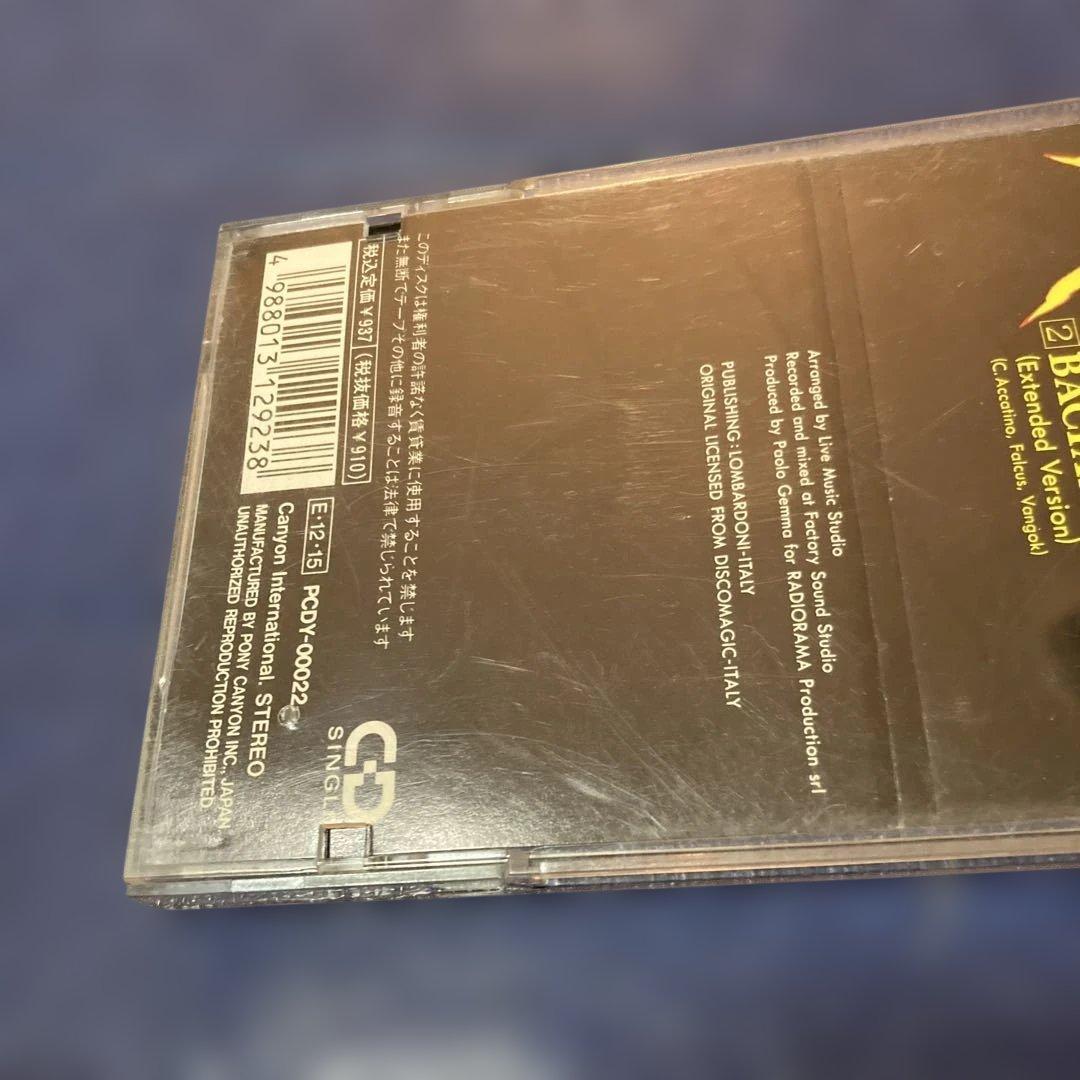 2
(Extended Version)
(C.Accatino, Falcus, Vangok)
Arranged by Live Music Studio
Recorded and mixed at Factory Sound Studio
Produced by Paolo Gemma for RADIORAMA Production srl
PUBLISHING:LOMBARDONI-ITALY
ORIGINAL LICENSED FROM DISCOMAGIC-ITALY
このディスクは権利者の許諾なく賃貸業に使用することを禁じます
また無断でテープその他に録音することは法律で禁じられています
税込定価￥937(税抜価格￥910)
4 988013 129238
E・12・15 PCDY-00022
Canyon International. STEREO
MANUFACTURED BY PONY CANYON INC., JAPAN.
UNAUTHORIZED REPRODUCTION PROHIBITED.
CD
SINGL